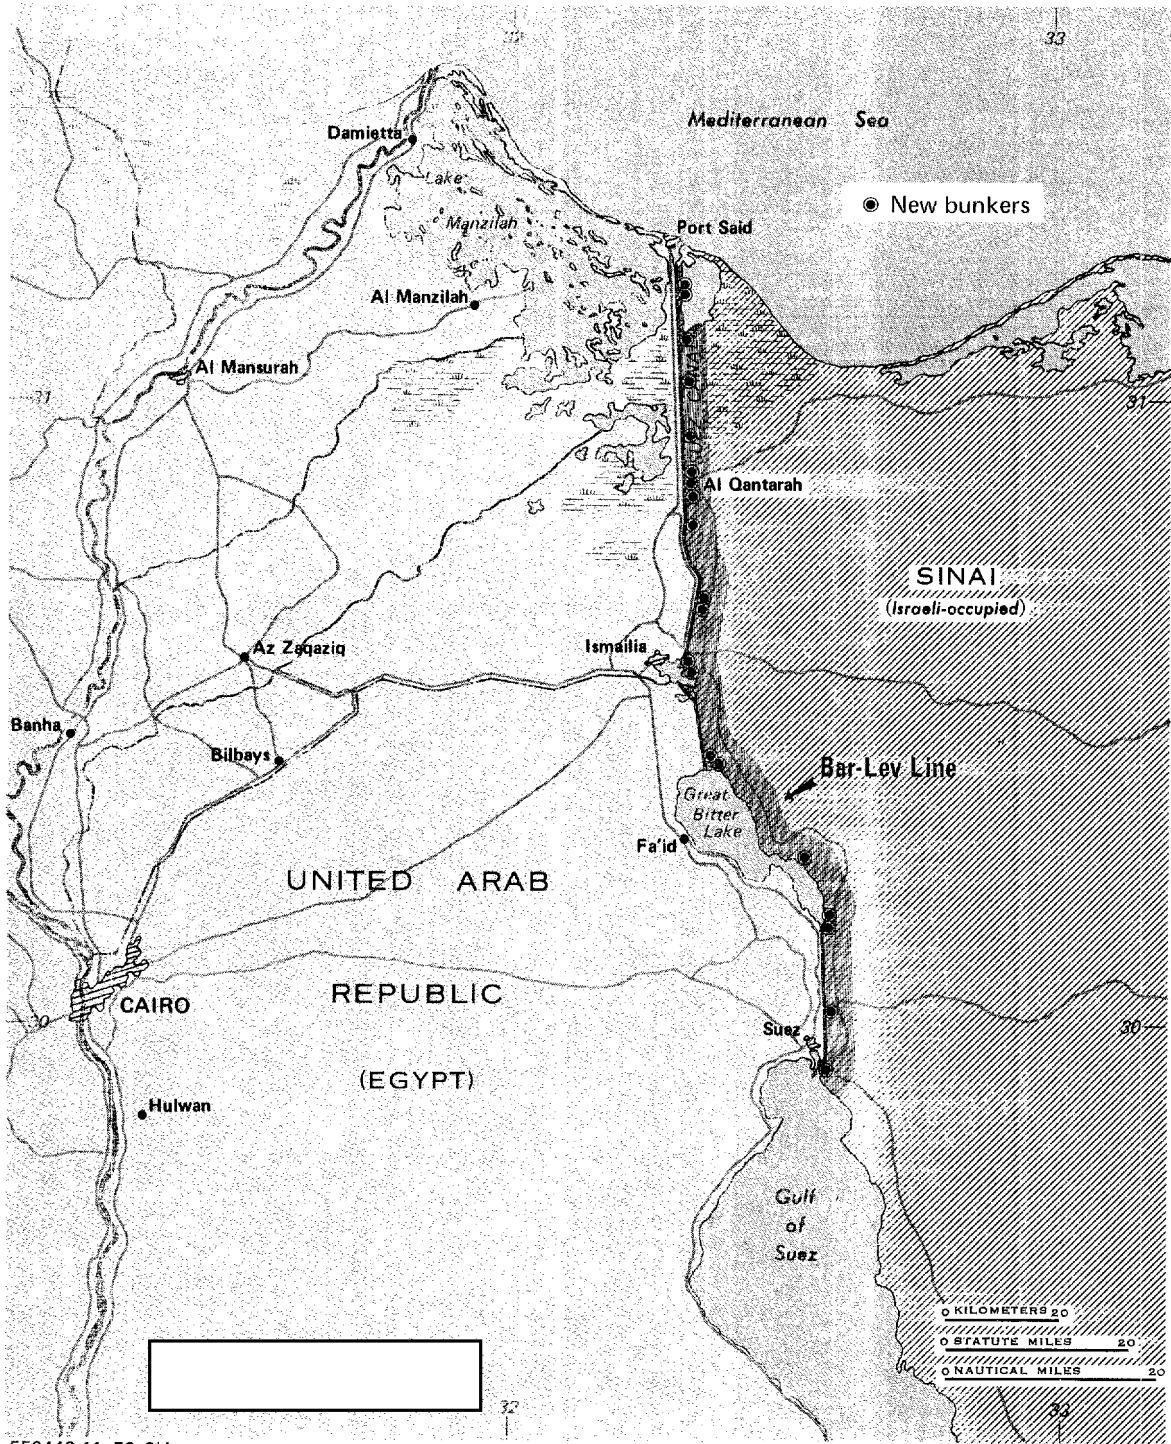 33
Mediterranean Sea
Damietta
Lake
Manzilah
New bunkers
Port Said
Al Manzilah
Al Mansurah
31
31
SUEZ CANAL
Al Qantarah
SINAI
(Israeli-occupied)
Ismailia
Az Zaqaziq
Banha
Bilbays
Bar-Lev Line
Great
Bitter
Lake
Fa'id
UNITED ARAB
REPUBLIC
(EGYPT)
CAIRO
30
Suez
30
Hulwan
Gulf
of
Suez
0 KILOMETERS 20
0 STATUTE MILES 20
0 NAUTICAL MILES 20
32
33